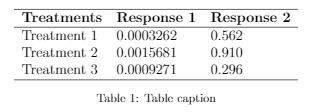 Treatments Response 1 Response 2
Treatment 1 0.0003262 0.562
Treatment 2 0.0015681 0.910
Treatment 3 0.0009271 0.296
Table 1: Table caption